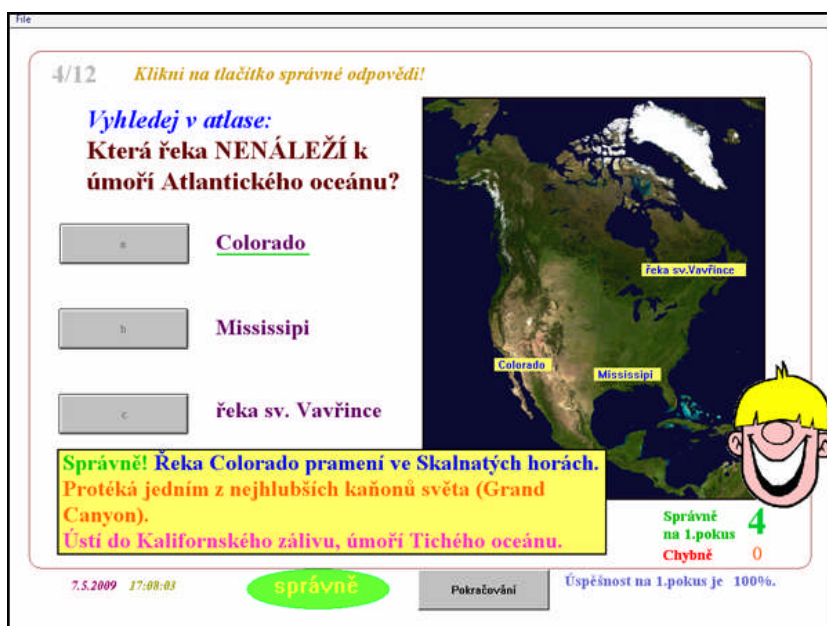 File
4/12 Klikni na tlačítko správné odpovědi!
Vyhledej v atlase:
Která řeka NENÁLEŽÍ k
úmoří Atlantického oceánu?
a Colorado
b Mississipi
c řeka sv. Vavřince
řeka sv.Vavřince
Colorado
Mississipi
Správně! Řeka Colorado pramení ve Skalnatých horách.
Protéká jedním z nejhlubších kaňonů světa (Grand
Canyon).
Ústí do Kalifornského zálivu, úmoří Tichého oceánu.
Správně
na 1.pokus 4
Chybně 0
7.5.2009 17:08:03
správně
Pokračování
Úspěšnost na 1.pokus je 100%.